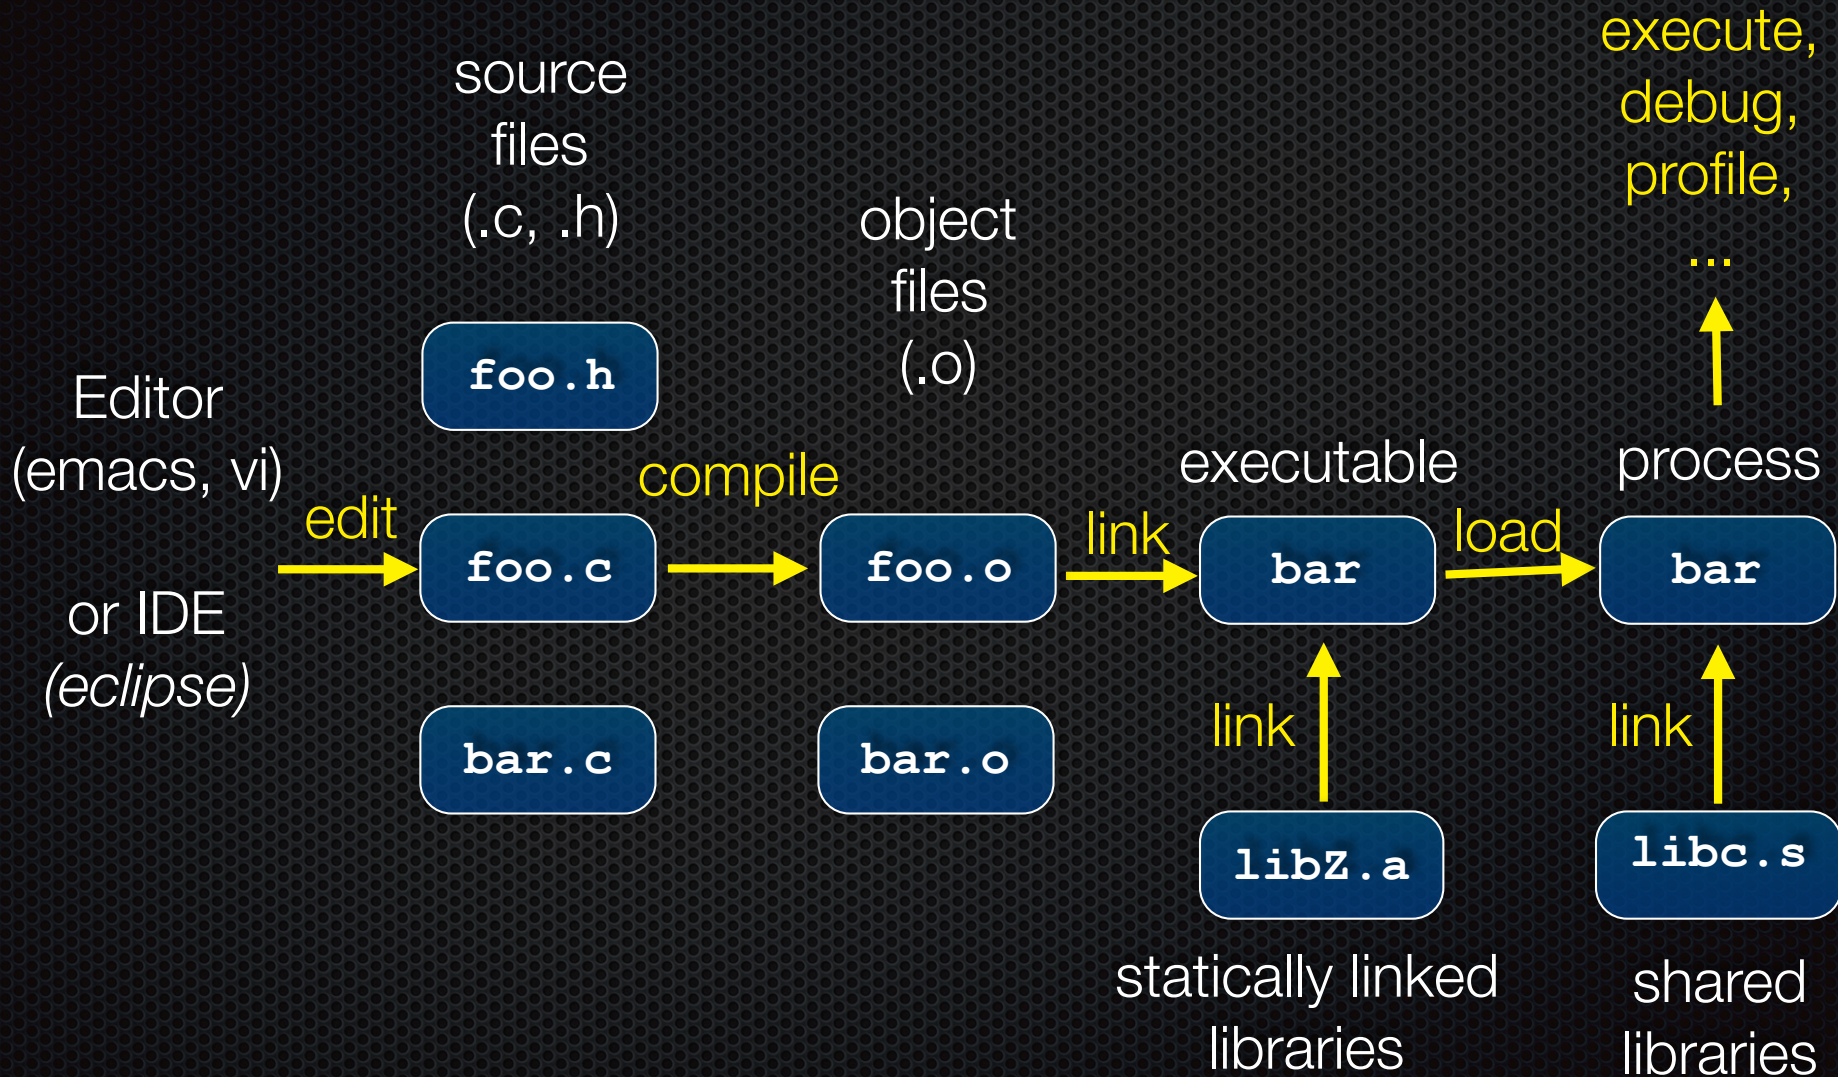 Editor
(emacs, vi)
or IDE
(eclipse)
edit
source
files
(.c, .h)
foo.h
foo.c
bar.c
compile
object
files
(.o)
foo.o
bar.o
link
executable
bar
link
libZ.a
statically linked
libraries
load
execute,
debug,
profile,
...
process
bar
link
libc.s
shared
libraries